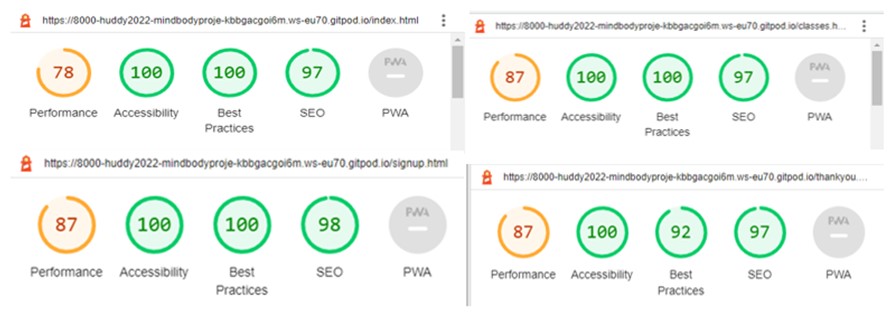 https://8000-huddy2022-mindbodyproje-kbbgacgoi6m.ws-eu70.gitpod.io/index.html
78 100 100 97 PWA
Performance Accessibility Best Practices SEO PWA
https://8000-huddy2022-mindbodyproje-kbbgacgoi6m.ws-eu70.gitpod.io/classes.h...
87 100 100 97 PWA
Performance Accessibility Best Practices SEO PWA
https://8000-huddy2022-mindbodyproje-kbbgacgoi6m.ws-eu70.gitpod.io/signup.html
87 100 100 98 PWA
Performance Accessibility Best Practices SEO PWA
https://8000-huddy2022-mindbodyproje-kbbgacgoi6m.ws-eu70.gitpod.io/thankyou....
87 100 92 97 PWA
Performance Accessibility Best Practices SEO PWA